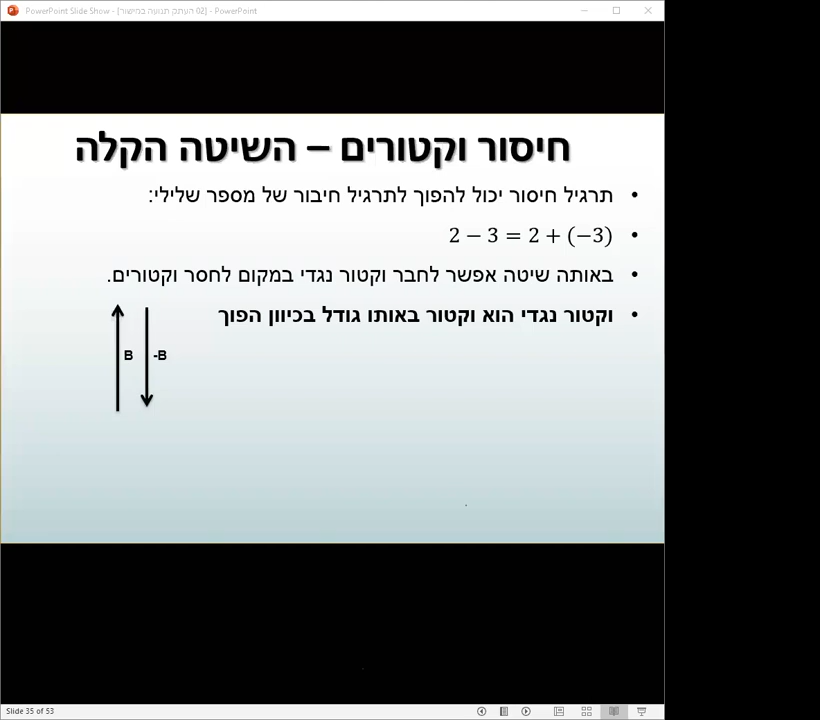 PowerPoint Slide Show - [02 העתק תנועה במישור] - PowerPoint
חיסור וקטורים – השיטה הקלה
• תרגיל חיסור יכול להפוך לתרגיל חיבור של מספר שלילי:
• 2 − 3 = 2 + (−3)
• באותה שיטה אפשר לחבר וקטור נגדי במקום לחסר וקטורים.
• וקטור נגדי הוא וקטור באותו גודל בכיוון הפוך
B -B
Slide 35 of 53